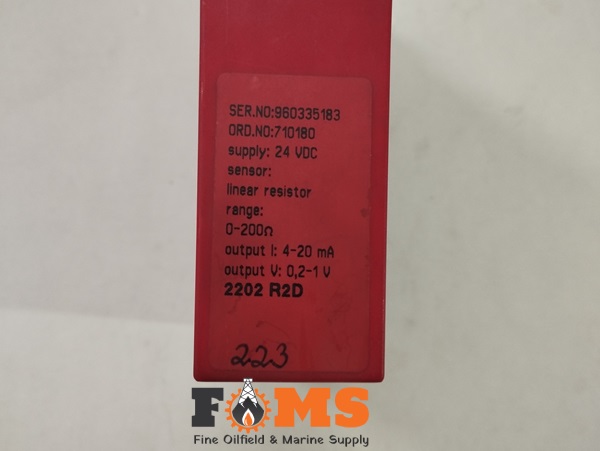 SER.NO:960335183
ORD.NO:710180
supply: 24 VDC
sensor:
linear resistor
range:
0-200Ω
output I: 4-20 mA
output V: 0,2-1 V
2202 R2D
223
FOMS
Fine Oilfield & Marine Supply